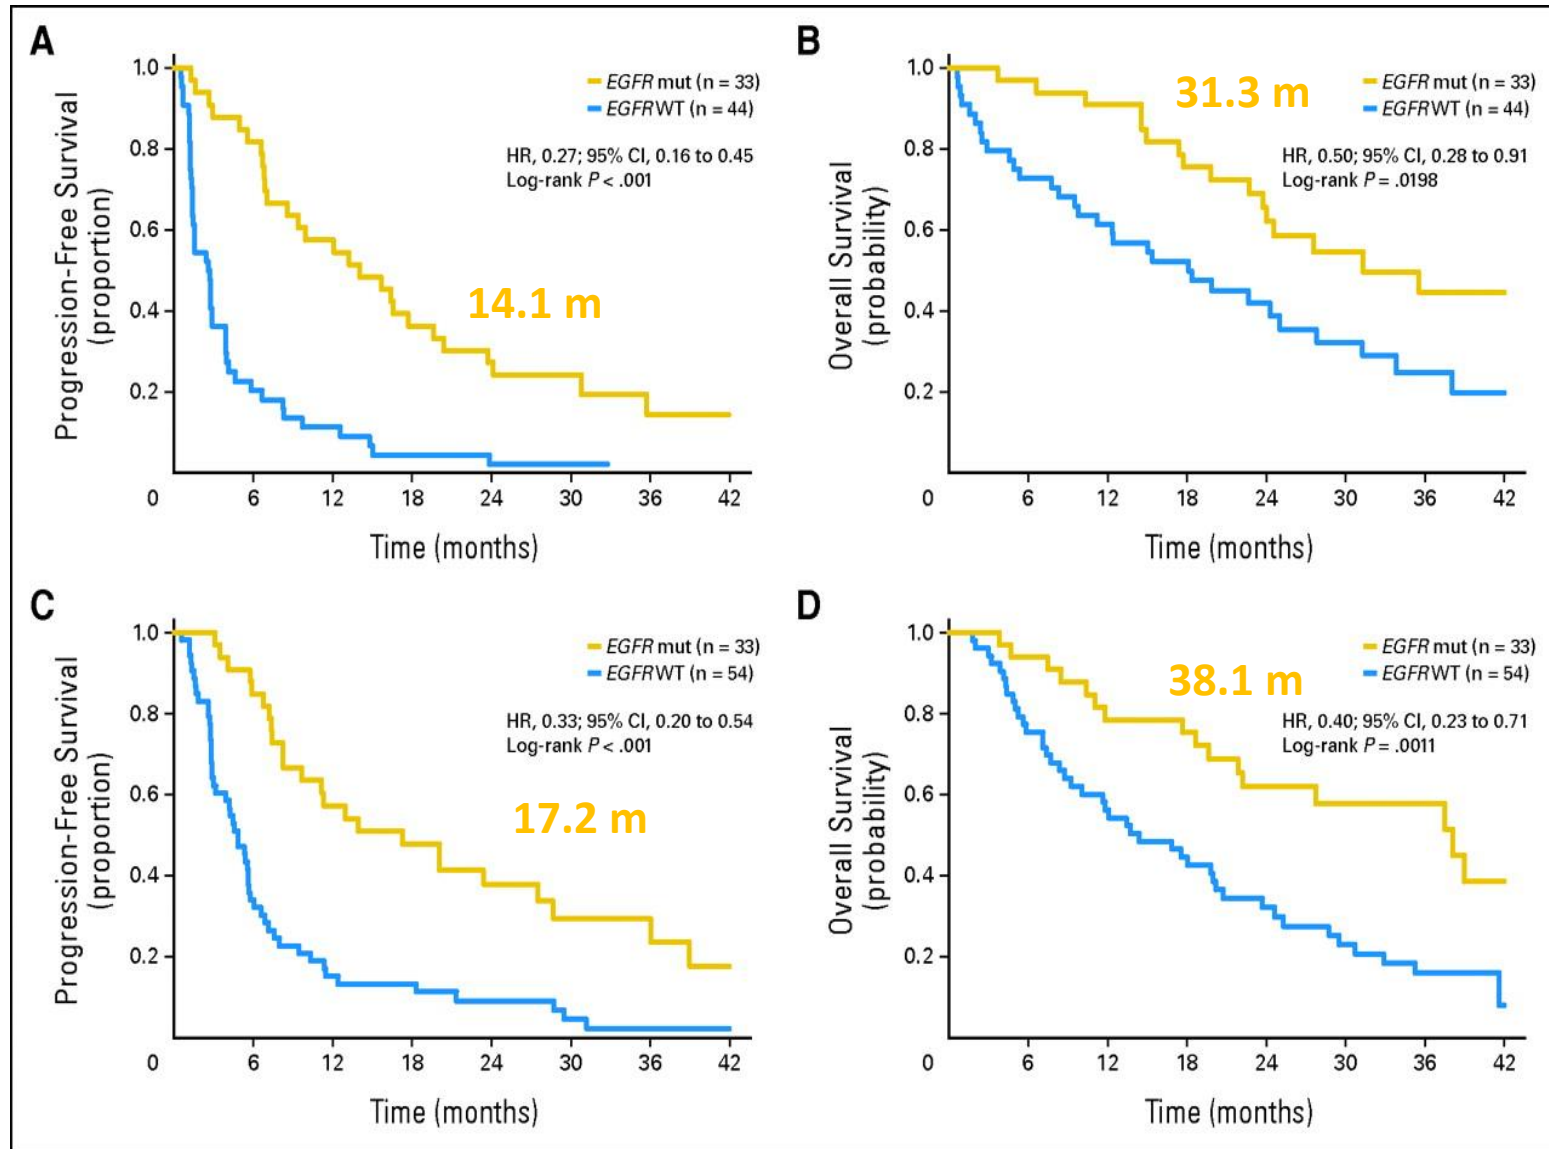 A
Progression-Free Survival
(proportion)
1.0
0.8
0.6
0.4
0.2
0
6
12
18
24
30
36
42
Time (months)
EGFR mut (n = 33)
EGFR WT (n = 44)
HR, 0.27; 95% CI, 0.16 to 0.45
Log-rank P < .001
14.1 m
B
Overall Survival
(probability)
1.0
0.8
0.6
0.4
0.2
0
6
12
18
24
30
36
42
Time (months)
31.3 m
EGFR mut (n = 33)
EGFR WT (n = 44)
HR, 0.50; 95% CI, 0.28 to 0.91
Log-rank P = .0198
C
Progression-Free Survival
(proportion)
1.0
0.8
0.6
0.4
0.2
0
6
12
18
24
30
36
42
Time (months)
EGFR mut (n = 33)
EGFR WT (n = 54)
HR, 0.33; 95% CI, 0.20 to 0.54
Log-rank P < .001
17.2 m
D
Overall Survival
(probability)
1.0
0.8
0.6
0.4
0.2
0
6
12
18
24
30
36
42
Time (months)
EGFR mut (n = 33)
EGFR WT (n = 54)
38.1 m
HR, 0.40; 95% CI, 0.23 to 0.71
Log-rank P = .0011